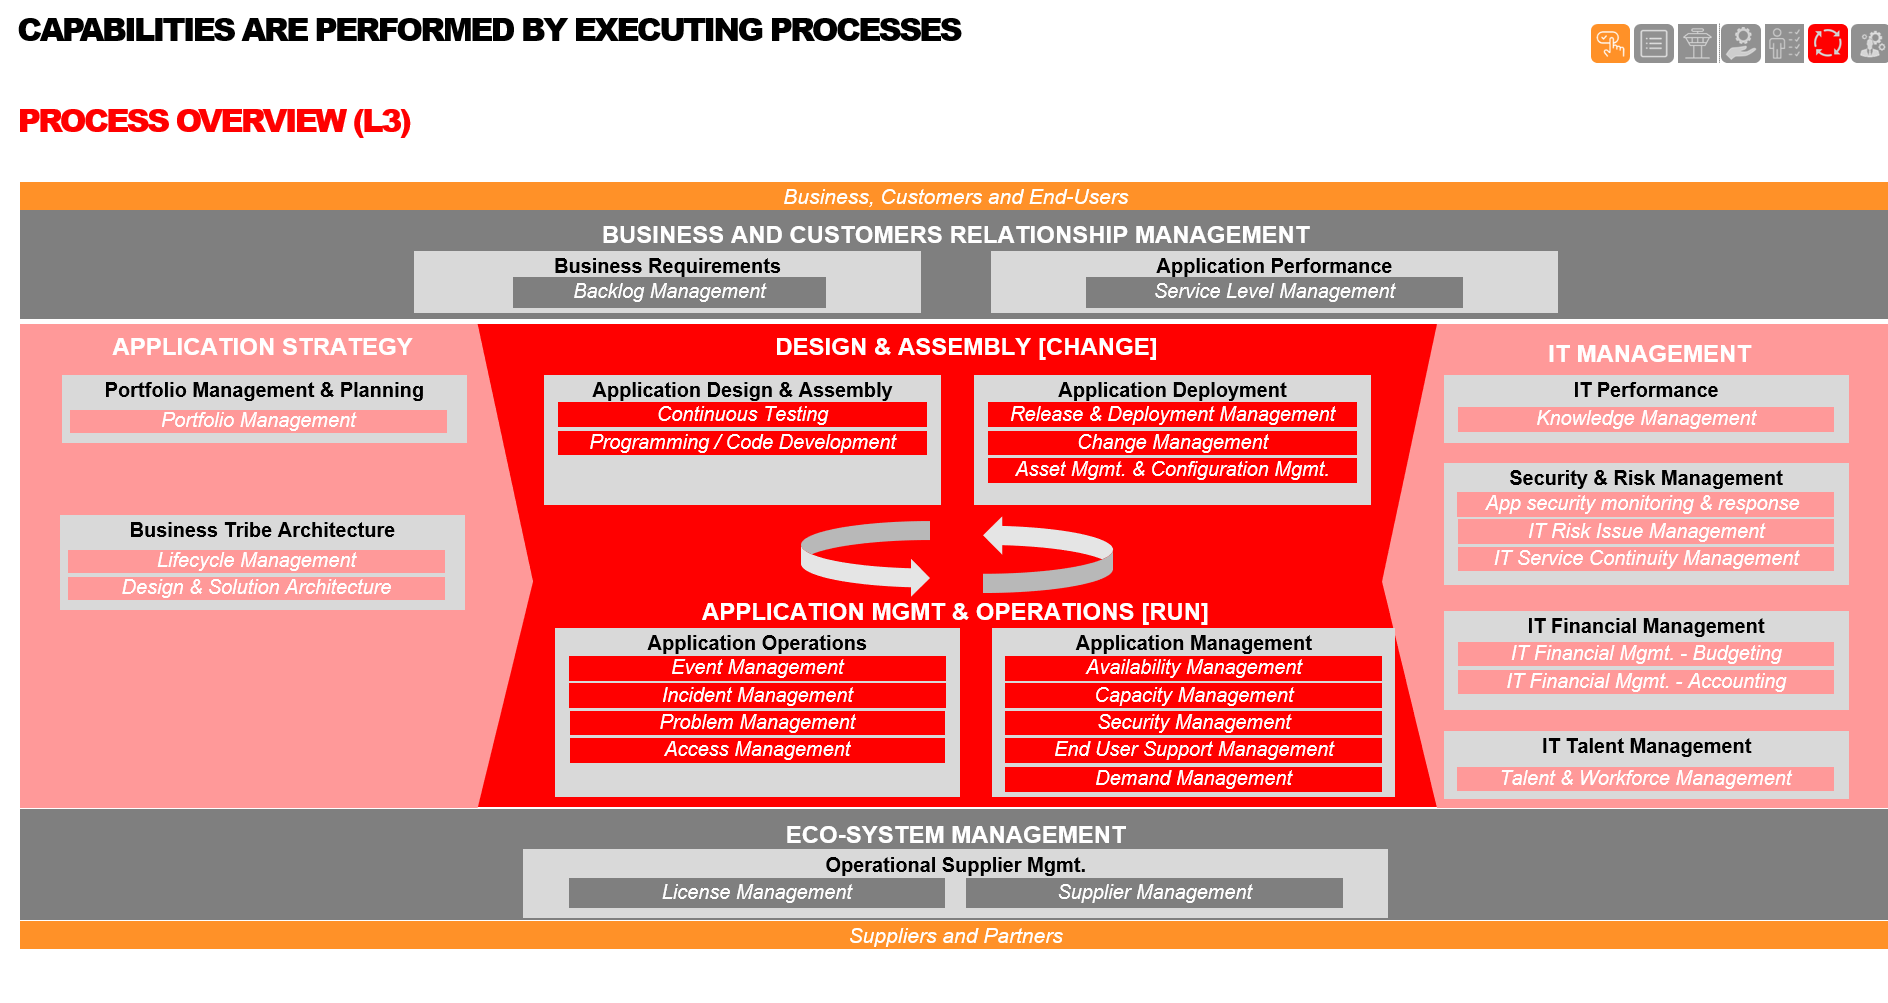 CAPABILITIES ARE PERFORMED BY EXECUTING PROCESSES
PROCESS OVERVIEW (L3)
Business, Customers and End-Users
BUSINESS AND CUSTOMERS RELATIONSHIP MANAGEMENT
Business Requirements
Backlog Management
Application Performance
Service Level Management
APPLICATION STRATEGY
Portfolio Management & Planning
Portfolio Management
Business Tribe Architecture
Lifecycle Management
Design & Solution Architecture
DESIGN & ASSEMBLY [CHANGE]
Application Design & Assembly
Continuous Testing
Programming / Code Development
Application Deployment
Release & Deployment Management
Change Management
Asset Mgmt. & Configuration Mgmt.
APPLICATION MGMT & OPERATIONS [RUN]
Application Operations
Event Management
Incident Management
Problem Management
Access Management
Application Management
Availability Management
Capacity Management
Security Management
End User Support Management
Demand Management
IT MANAGEMENT
IT Performance
Knowledge Management
Security & Risk Management
App security monitoring & response
IT Risk Issue Management
IT Service Continuity Management
IT Financial Management
IT Financial Mgmt. - Budgeting
IT Financial Mgmt. - Accounting
IT Talent Management
Talent & Workforce Management
ECO-SYSTEM MANAGEMENT
Operational Supplier Mgmt.
License Management
Supplier Management
Suppliers and Partners